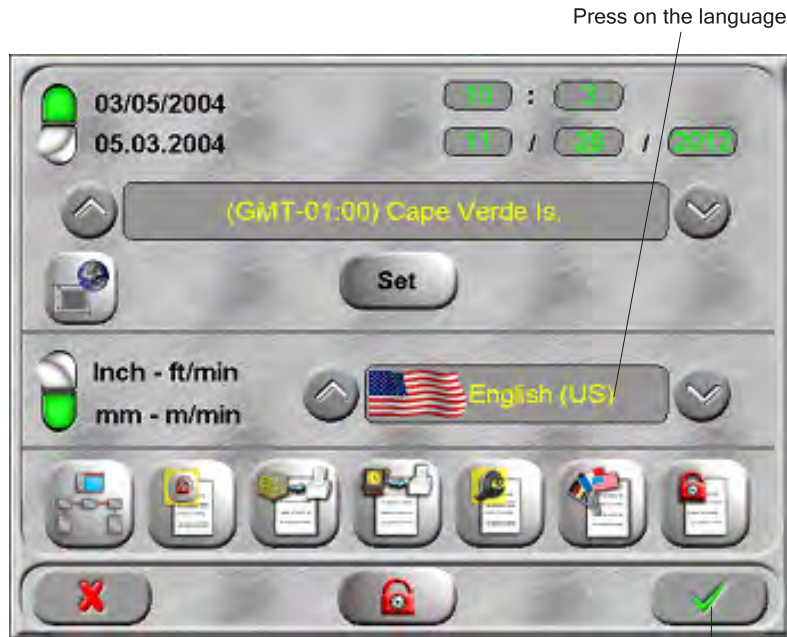 Press on the language
03/05/2004
10 : 3
05.03.2004
11 / 26 / 2012
(GMT-01:00) Cape Verde Is.
Set
Inch - ft/min
English (US)
mm - m/min